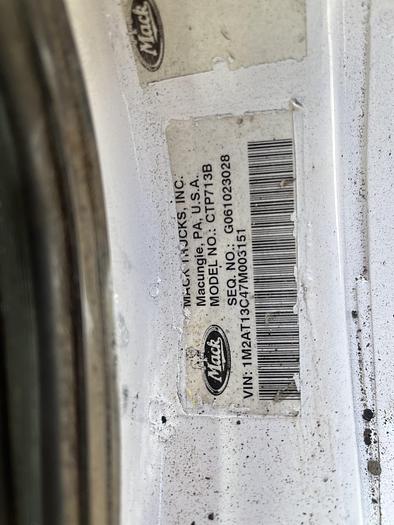 Mack
MACK TRUCKS, INC.
Macungie, PA, U.S.A.
MODEL NO.: CTP713B
SEQ. NO.: G061023028
Mack
VIN: 1M2AT13C47M003151